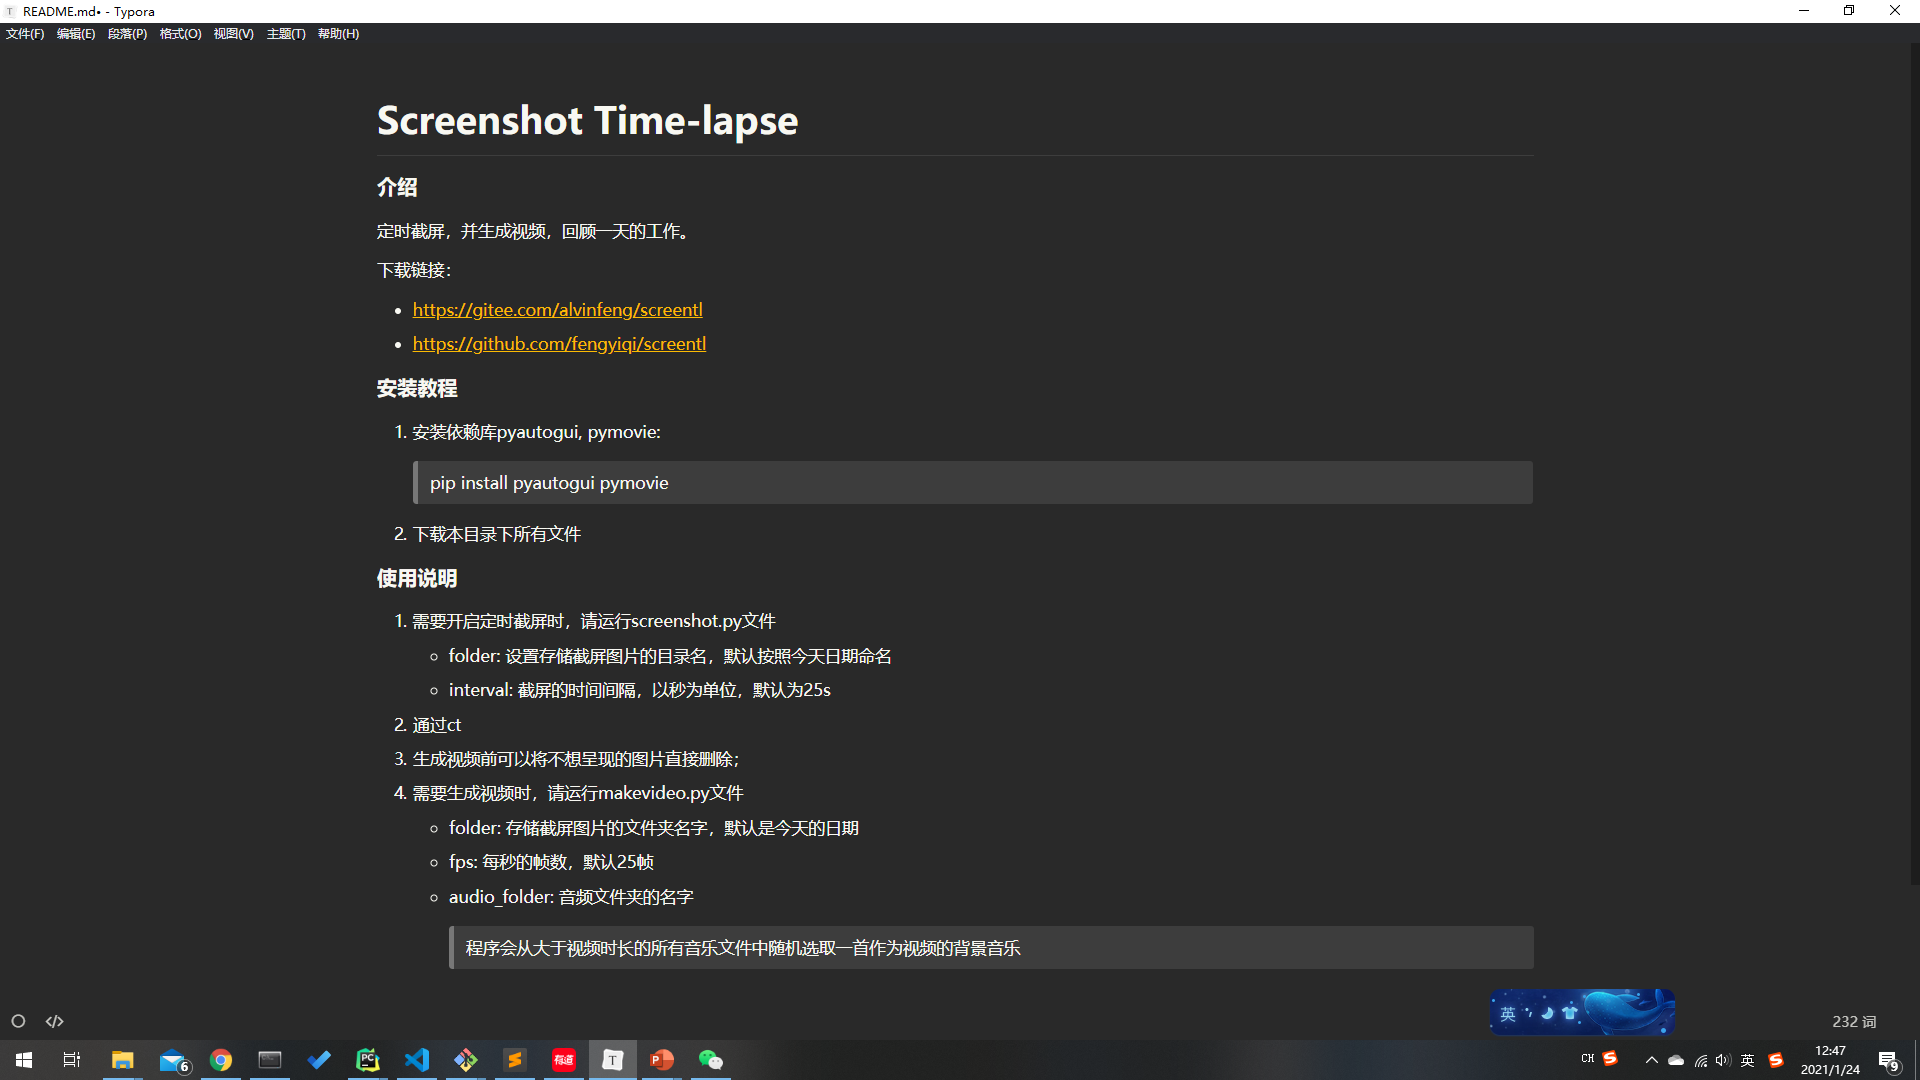 README.md• - Typora
文件(F) 编辑(E) 段落(P) 格式(O) 视图(V) 主题(T) 帮助(H)
Screenshot Time-lapse
介绍
定时截屏，并生成视频，回顾一天的工作。
下载链接：
• https://gitee.com/alvinfeng/screentl
• https://github.com/fengyiqi/screentl
安装教程
1. 安装依赖库pyautogui, pymovie:
pip install pyautogui pymovie
2. 下载本目录下所有文件
使用说明
1. 需要开启定时截屏时，请运行screenshot.py文件
◦ folder: 设置存储截屏图片的目录名，默认按照今天日期命名
◦ interval: 截屏的时间间隔，以秒为单位，默认为25s
2. 通过ct
3. 生成视频前可以将不想呈现的图片直接删除；
4. 需要生成视频时，请运行makevideo.py文件
◦ folder: 存储截屏图片的文件夹名字，默认是今天的日期
◦ fps: 每秒的帧数，默认25帧
◦ audio_folder: 音频文件夹的名字
程序会从大于视频时长的所有音乐文件中随机选取一首作为视频的背景音乐
英
</>
232 词
6
PC
有道
T
P
CH
英
12:47
2021/1/24
9